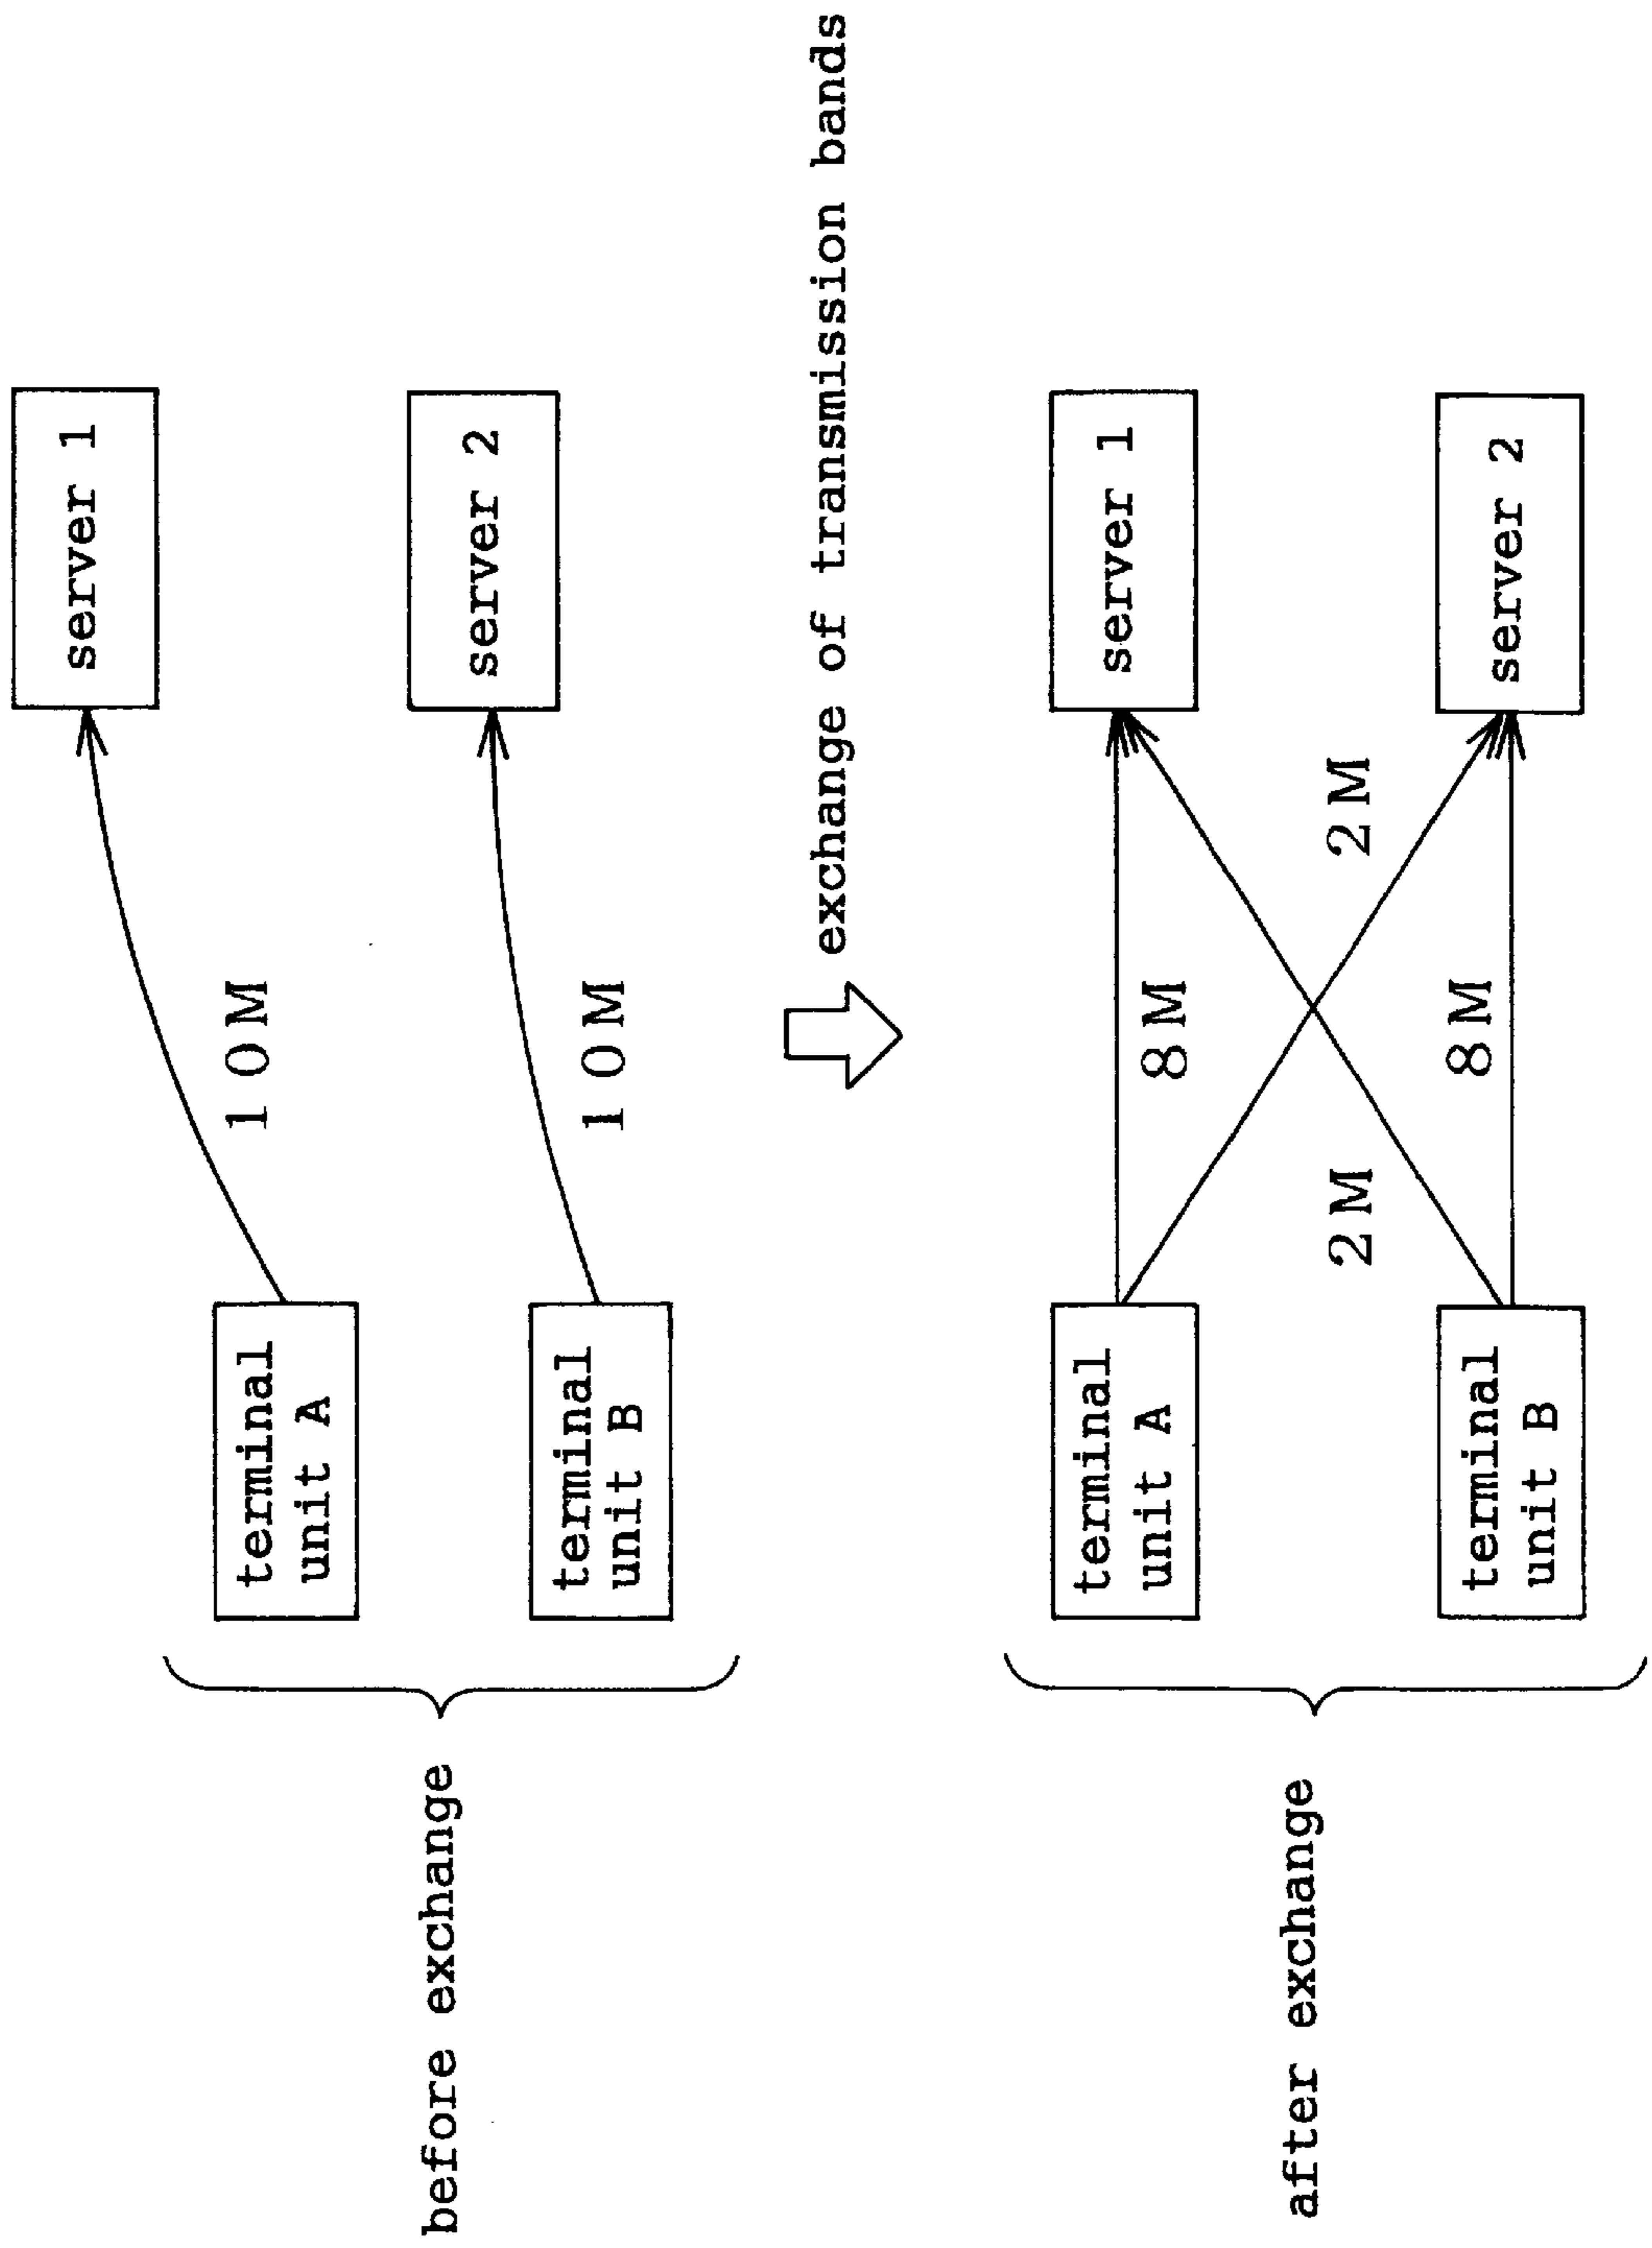 before exchange
terminal
unit A
10M
server 1
terminal
unit B
10M
server 2
exchange of transmission bands
after exchange
terminal
unit A
8M
server 1
2M
2M
terminal
unit B
8M
server 2